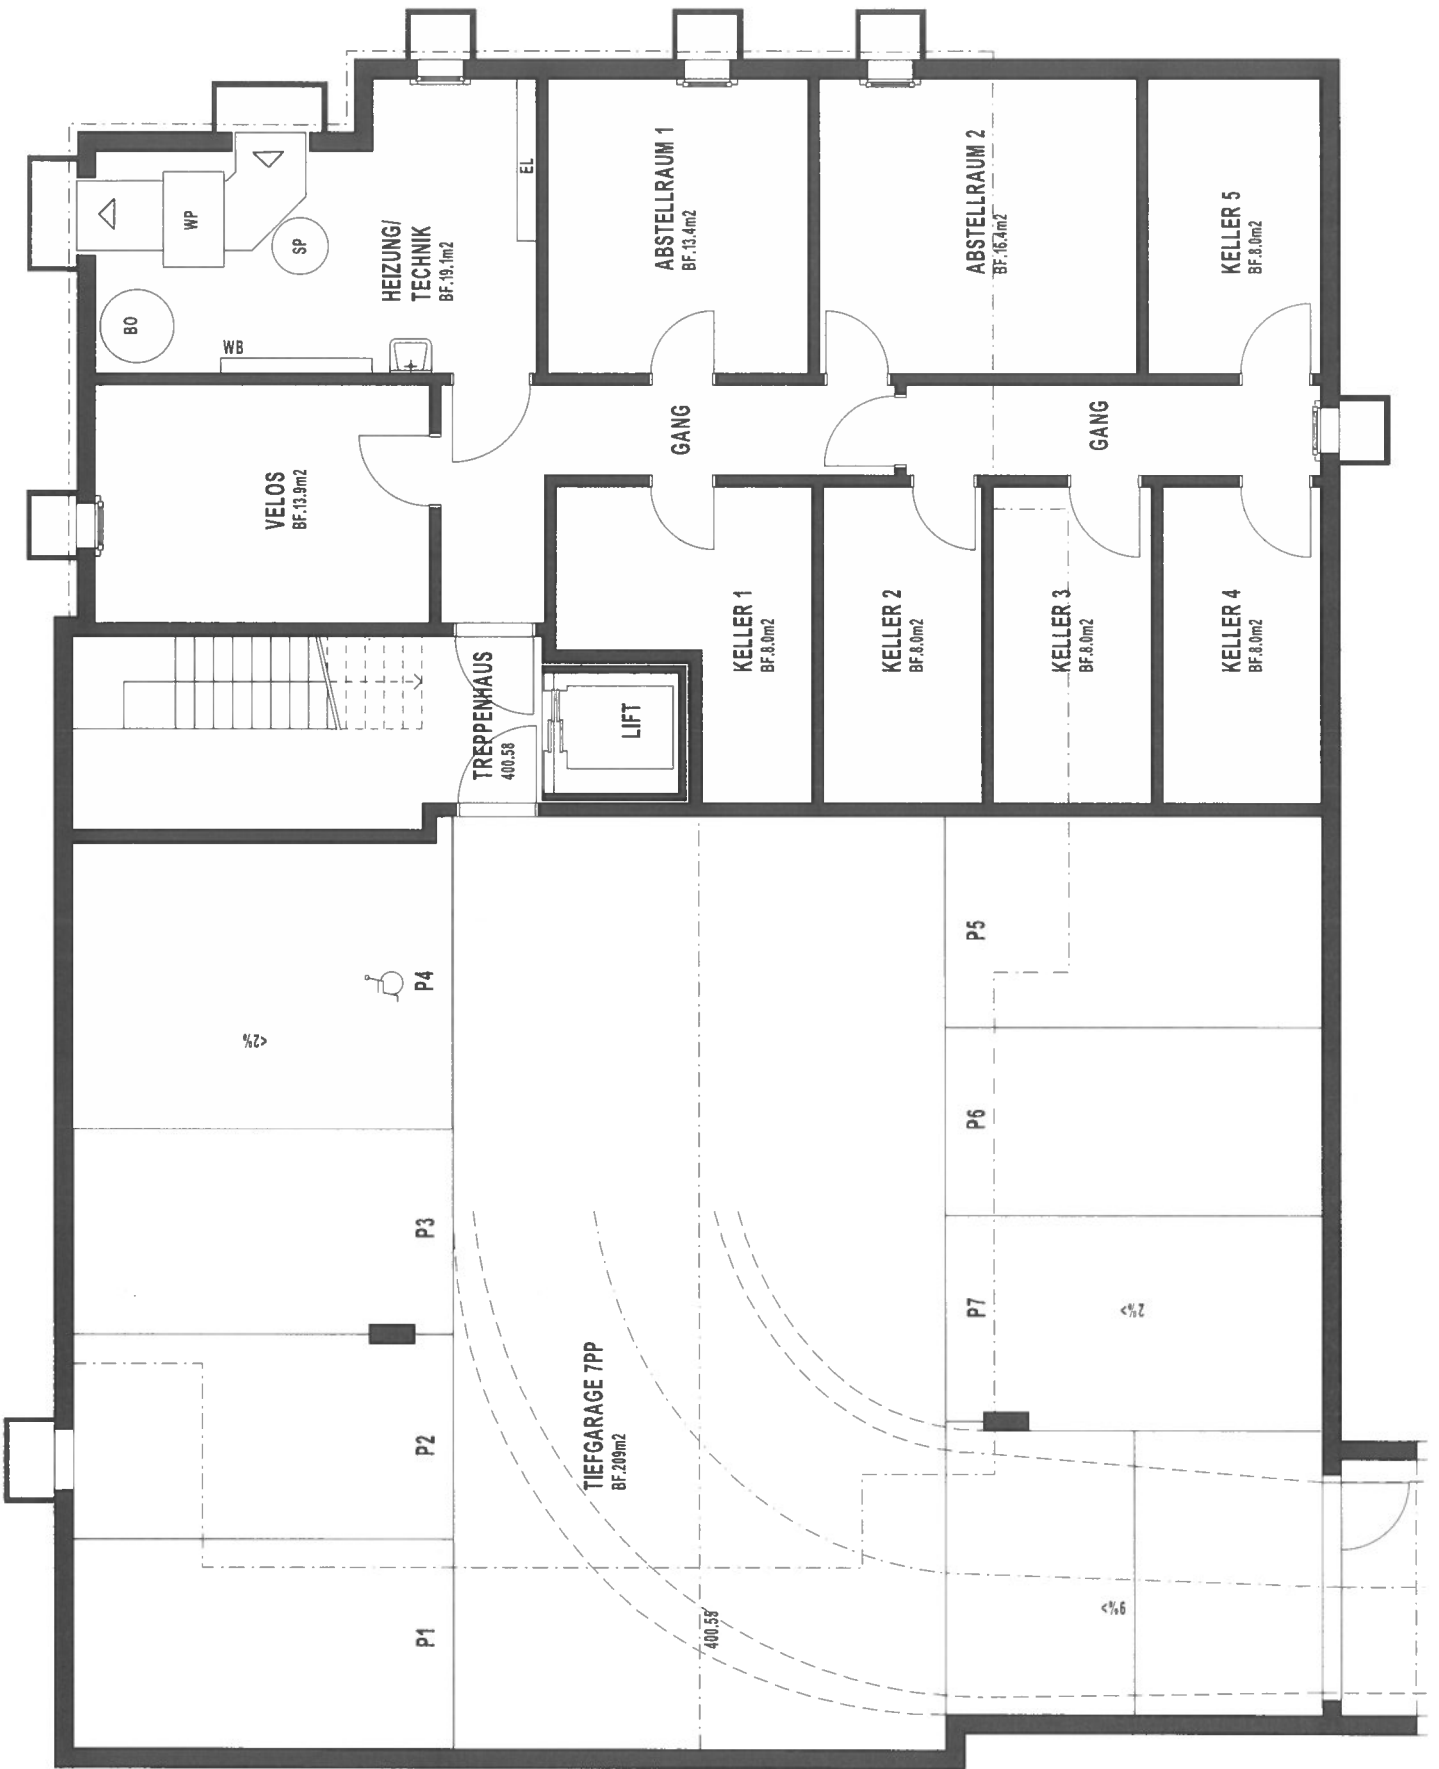 WP
SP
BO
WB
EL
HEIZUNG/
TECHNIK
BF.19.1m2
ABSTELLRAUM 1
BF.13.4m2
ABSTELLRAUM 2
BF.16.4m2
KELLER 5
BF.8.0m2
VELOS
BF.13.9m2
GANG
GANG
KELLER 1
BF.8.0m2
KELLER 2
BF.8.0m2
KELLER 3
BF.8.0m2
KELLER 4
BF.8.0m2
TREPPENHAUS
400.58
LIFT
P4
<2%
P3
P2
P1
TIEFGARAGE 7PP
BF.209m2
400.58
P5
P6
P7
2%>
9%>